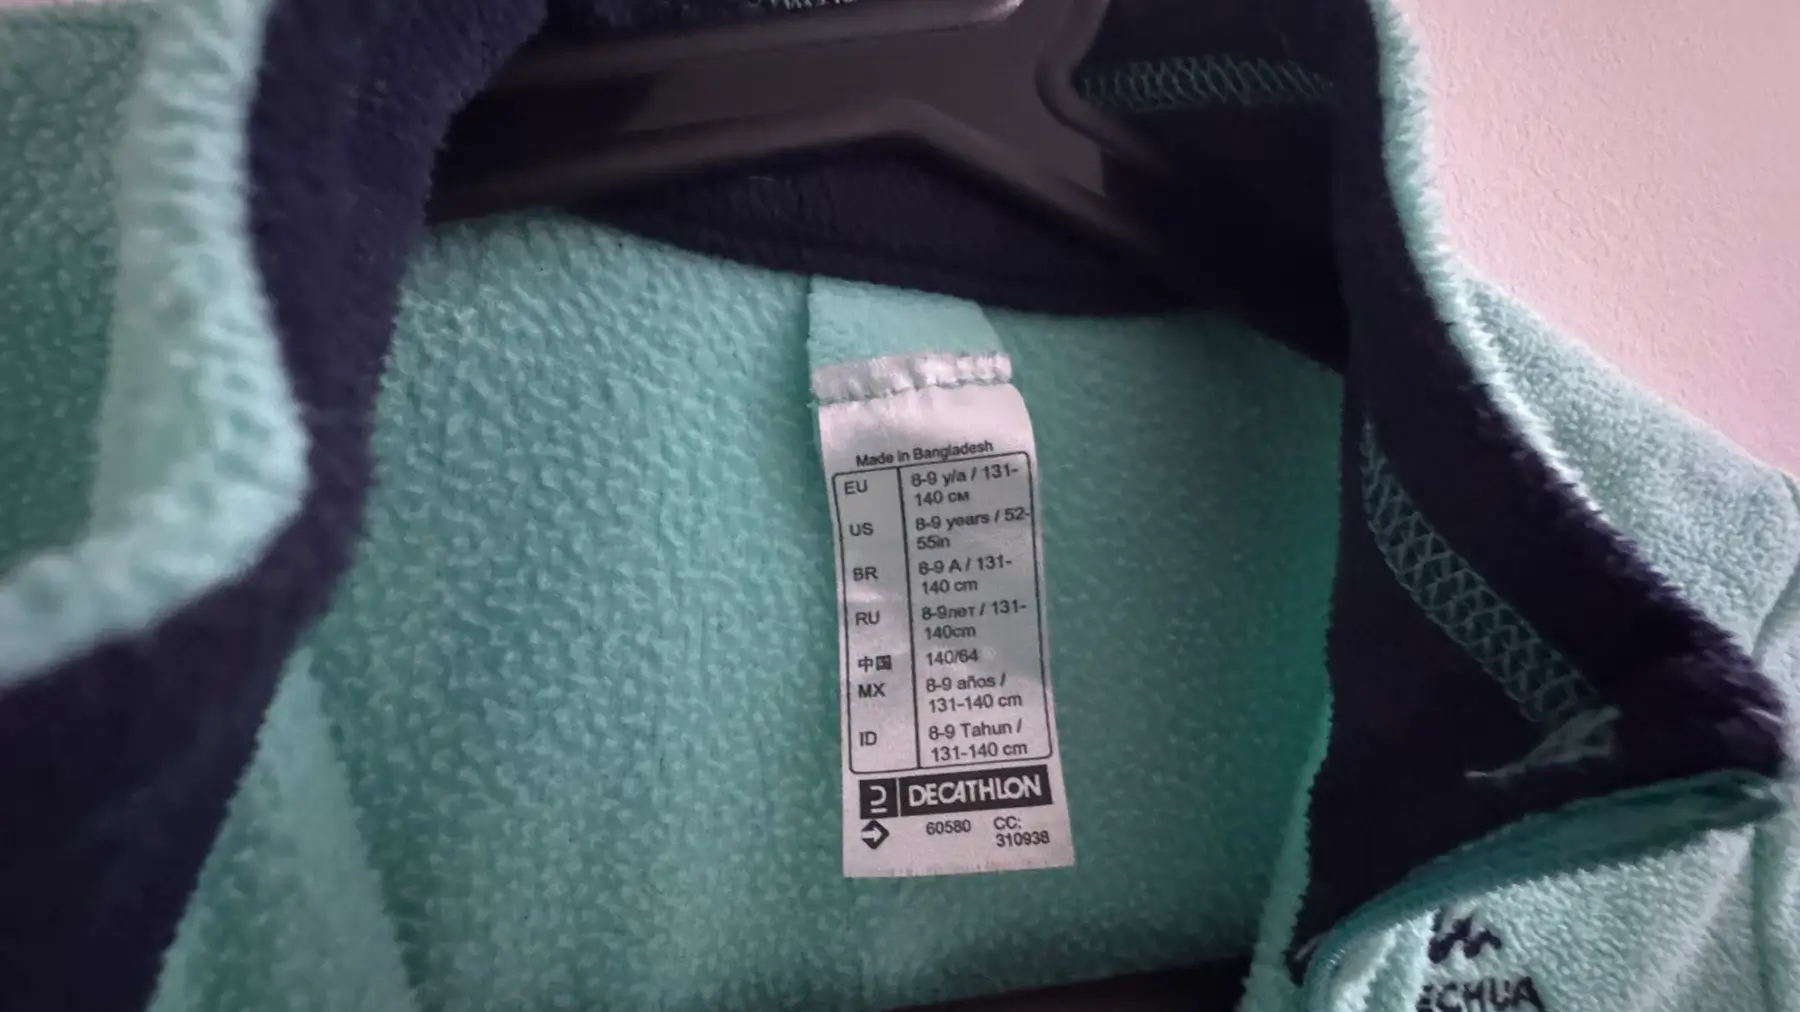 Made in Bangladesh
EU 8-9 y/a / 131-
140 см
US 8-9 years / 52-
55in
BR 8-9 A / 131-
140 cm
RU 8-9лет / 131-
140cm
中国 140/64
MX 8-9 años /
131-140 cm
ID 8-9 Tahun /
131-140 cm
DECATHLON
60580 CC:
310938
ECHUA